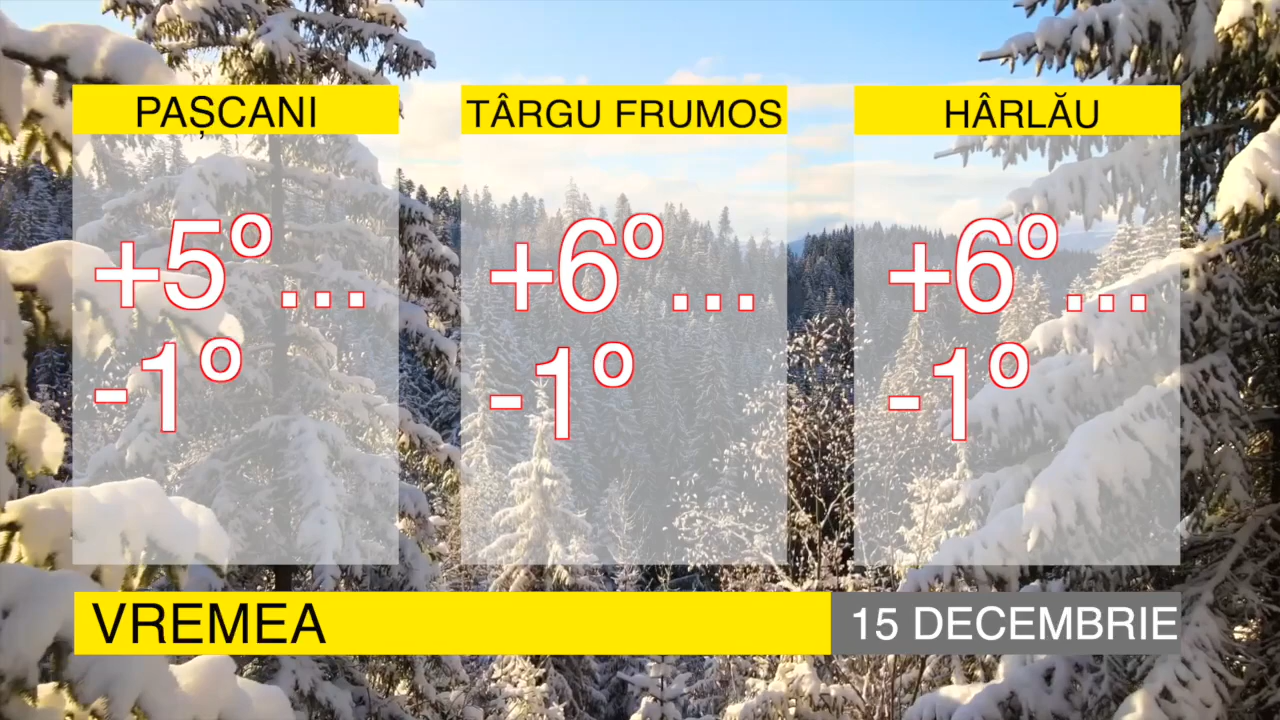 PAȘCANI
+5º ...
-1º
TÂRGU FRUMOS
+6º ...
-1º
HÂRLĂU
+6º ...
-1º
VREMEA
15 DECEMBRIE